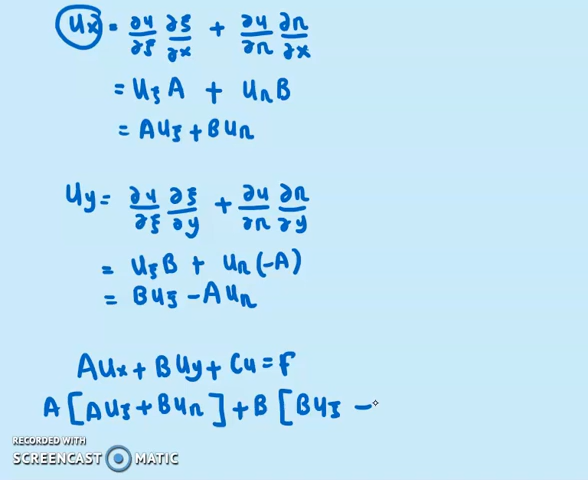 Ux = ∂u/∂ξ ∂ξ/∂x + ∂u/∂η ∂η/∂x
= Uξ A + Uη B
= AUξ + BUη
Uy = ∂u/∂ξ ∂ξ/∂y + ∂u/∂η ∂η/∂y
= Uξ B + Uη (-A)
= BUξ - AUη
AUx + BUy + Cu = F
A [AUξ + BUη] + B [BUξ -
RECORDED WITH
SCREENCAST MATIC